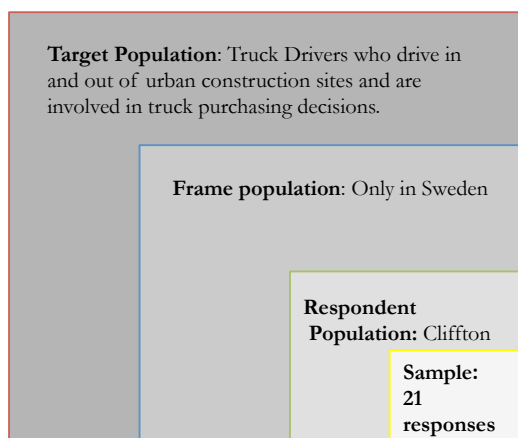 Target Population: Truck Drivers who drive in
and out of urban construction sites and are
involved in truck purchasing decisions.
Frame population: Only in Sweden
Respondent
Population: Cliffton
Sample:
21
responses